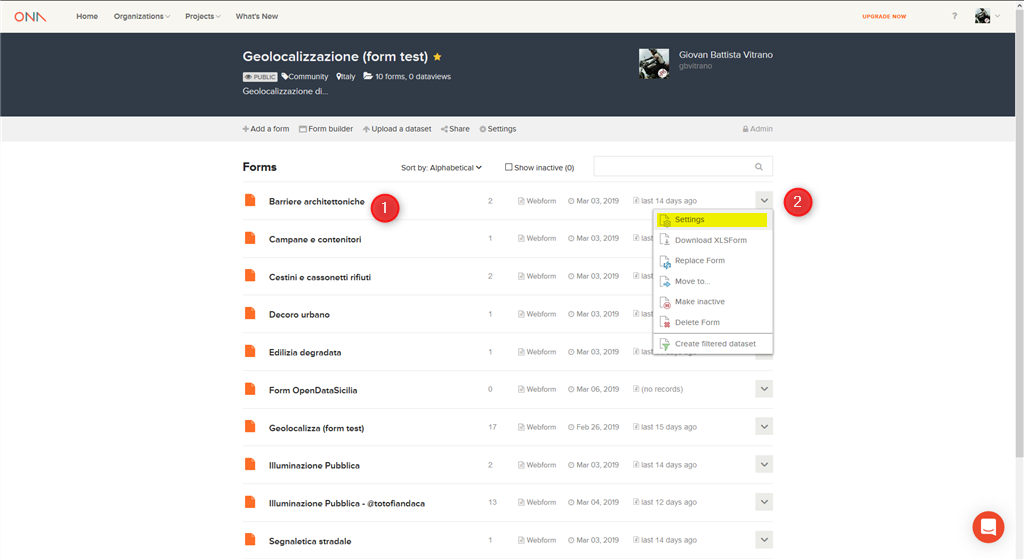 ONA Home Organizations Projects What's New UPGRADE NOW ?
Geolocalizzazione (form test)
Giovan Battista Vitrano
gbvitrano
PUBLIC Community Italy 10 forms, 0 dataviews
Geolocalizzazione di...
Add a form Form builder Upload a dataset Share Settings Admin
Forms Sort by: Alphabetical Show inactive (0)
Barriere architettoniche 1 2 Webform Mar 03, 2019 last 14 days ago 2
Settings
Campane e contenitori 1 Webform Mar 03, 2019 last
Download XLSForm
Replace Form
Cestini e cassonetti rifiuti 2 Webform Mar 03, 2019 last
Move to...
Make inactive
Decoro urbano 1 Webform Mar 03, 2019 last
Delete Form
Create filtered dataset
Edilizia degradata 1 Webform Mar 03, 2019 last days ago
Form OpenDataSicilia 0 Webform Mar 06, 2019 (no records)
Geolocalizza (form test) 17 Webform Feb 26, 2019 last 15 days ago
Illuminazione Pubblica 2 Webform Mar 03, 2019 last 14 days ago
Illuminazione Pubblica - @totofiandaca 13 Webform Mar 04, 2019 last 12 days ago
Segnaletica stradale 1 Webform Mar 03, 2019 last 14 days ago